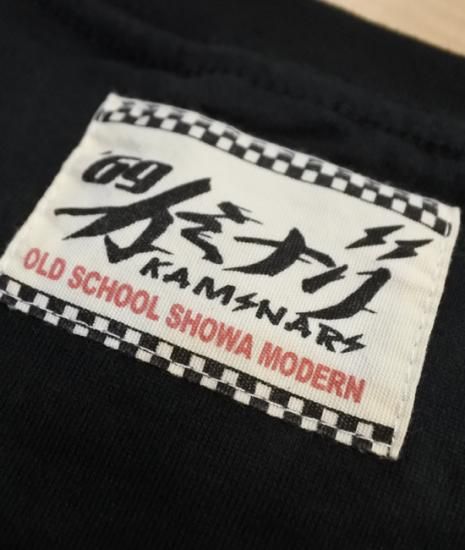 '69
カミナリ
KAMINARI
OLD SCHOOL SHOWA MODERN